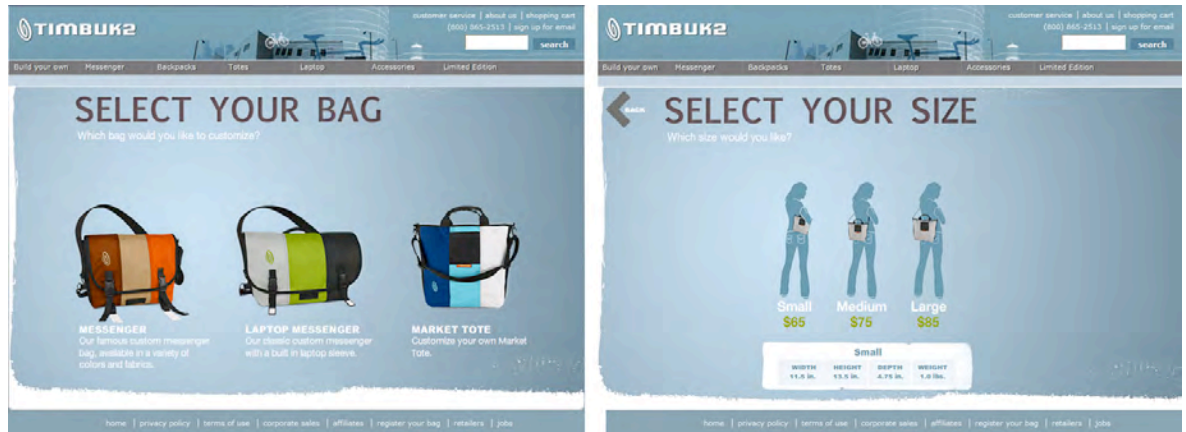 customer service | about us | shopping cart
TIMBUK2
(800) 865-2513 | sign up for email
search
Build your own Messenger Backpacks Totes Laptop Accessories Limited Edition
SELECT YOUR BAG
Which bag would you like to customize?
MESSENGER
Our famous custom messenger
bag, available in a variety of
colors and fabrics.
LAPTOP MESSENGER
Our classic custom messenger
with a built in laptop sleeve.
MARKET TOTE
Customize your own Market
Tote.
home | privacy policy | terms of use | corporate sales | affiliates | register your bag | retailers | jobs
customer service | about us | shopping cart
TIMBUK2
(800) 865-2513 | sign up for email
search
Build your own Messenger Backpacks Totes Laptop Accessories Limited Edition
BACK
SELECT YOUR SIZE
Which size would you like?
Small Medium Large
$65 $75 $85
Small
WIDTH HEIGHT DEPTH WEIGHT
11.5 in. 13.5 in. 4.75 in. 1.0 lbs.
home | privacy policy | terms of use | corporate sales | affiliates | register your bag | retailers | jobs